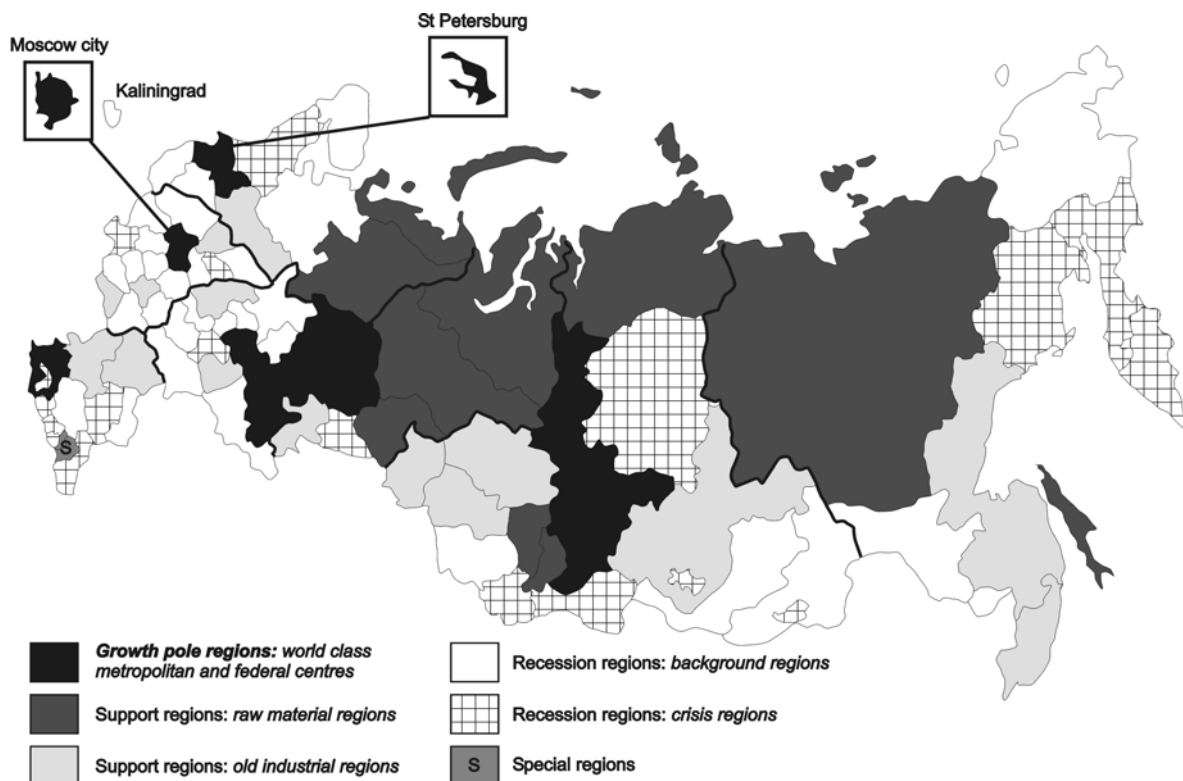 St Petersburg
Moscow city
Kaliningrad
S
Growth pole regions: world class
metropolitan and federal centres
Support regions: raw material regions
Support regions: old industrial regions
Recession regions: background regions
Recession regions: crisis regions
S
Special regions